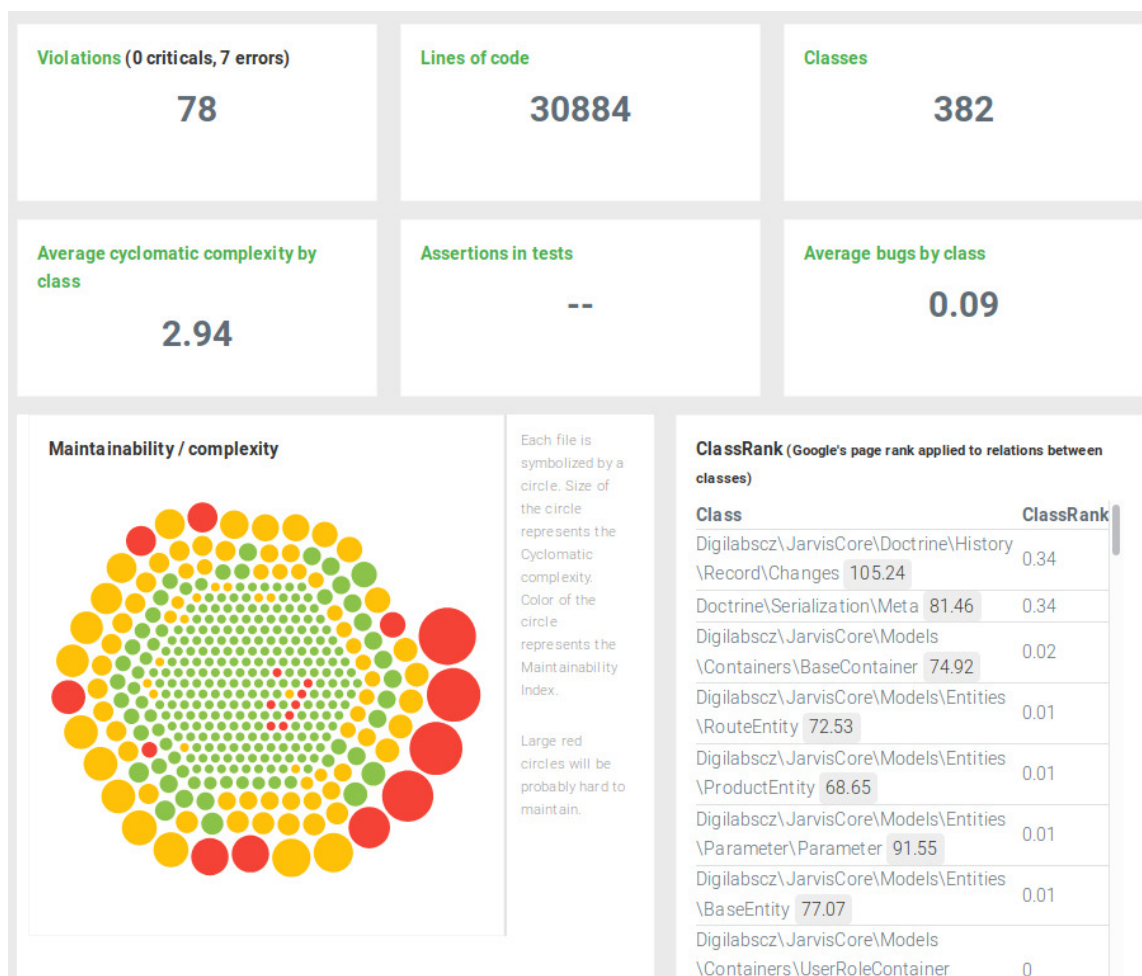 Violations (0 criticals, 7 errors)
78
Lines of code
30884
Classes
382
Average cyclomatic complexity by
class
2.94
Assertions in tests
--
Average bugs by class
0.09
Maintainability / complexity
Each file is
symbolized by a
circle. Size of
the circle
represents the
Cyclomatic
complexity.
Color of the
circle
represents the
Maintainability
Index.
Large red
circles will be
probably hard to
maintain.
ClassRank (Google's page rank applied to relations between
classes)
Class ClassRank
Digilabscz\JarvisCore\Doctrine\History
\Record\Changes 105.24 0.34
Doctrine\Serialization\Meta 81.46 0.34
Digilabscz\JarvisCore\Models
\Containers\BaseContainer 74.92 0.02
Digilabscz\JarvisCore\Models\Entities
\RouteEntity 72.53 0.01
Digilabscz\JarvisCore\Models\Entities
\ProductEntity 68.65 0.01
Digilabscz\JarvisCore\Models\Entities
\Parameter\Parameter 91.55 0.01
Digilabscz\JarvisCore\Models\Entities
\BaseEntity 77.07 0.01
Digilabscz\JarvisCore\Models
\Containers\UserRoleContainer 0